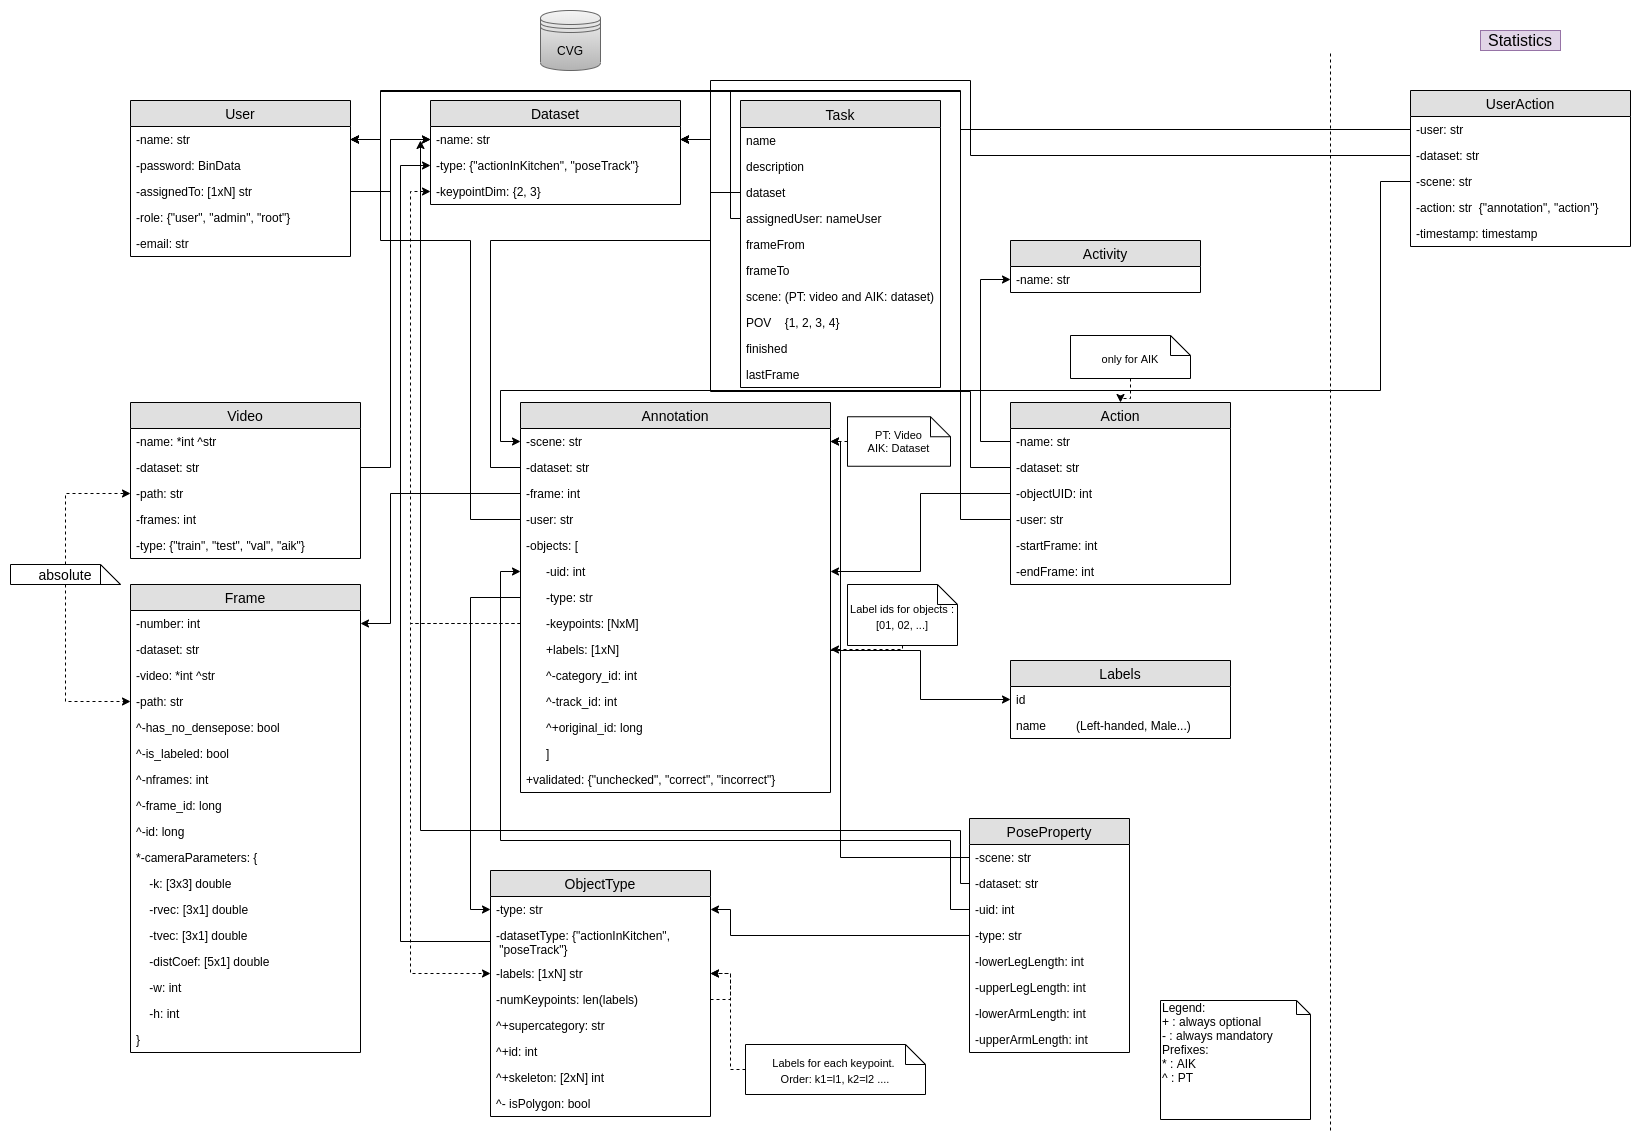 CVG
Statistics
User
-name: str
-password: BinData
-assignedTo: [1xN] str
-role: {"user", "admin", "root"}
-email: str
Dataset
-name: str
-type: {"actionInKitchen", "poseTrack"}
-keypointDim: {2, 3}
Task
name
description
dataset
assignedUser: nameUser
frameFrom
frameTo
scene: (PT: video and AIK: dataset)
POV {1, 2, 3, 4}
finished
lastFrame
UserAction
-user: str
-dataset: str
-scene: str
-action: str {"annotation", "action"}
-timestamp: timestamp
Activity
-name: str
only for AIK
Video
-name: *int ^str
-dataset: str
-path: str
-frames: int
-type: {"train", "test", "val", "aik"}
absolute
Frame
-number: int
-dataset: str
-video: *int ^str
-path: str
^-has_no_densepose: bool
^-is_labeled: bool
^-nframes: int
^-frame_id: long
^-id: long
*-cameraParameters: {
-k: [3x3] double
-rvec: [3x1] double
-tvec: [3x1] double
-distCoef: [5x1] double
-w: int
-h: int
}
Annotation
-scene: str
-dataset: str
-frame: int
-user: str
-objects: [
-uid: int
-type: str
-keypoints: [NxM]
+labels: [1xN]
^-category_id: int
^-track_id: int
^+original_id: long
]
+validated: {"unchecked", "correct", "incorrect"}
PT: Video
AIK: Dataset
Label ids for objects :
[01, 02, ...]
Action
-name: str
-dataset: str
-objectUID: int
-user: str
-startFrame: int
-endFrame: int
Labels
id
name (Left-handed, Male...)
ObjectType
-type: str
-datasetType: {"actionInKitchen",
"poseTrack"}
-labels: [1xN] str
-numKeypoints: len(labels)
^+supercategory: str
^+id: int
^+skeleton: [2xN] int
^- isPolygon: bool
Labels for each keypoint.
Order: k1=l1, k2=l2 ....
PoseProperty
-scene: str
-dataset: str
-uid: int
-type: str
-lowerLegLength: int
-upperLegLength: int
-lowerArmLength: int
-upperArmLength: int
Legend:
+ : always optional
- : always mandatory
Prefixes:
* : AIK
^ : PT